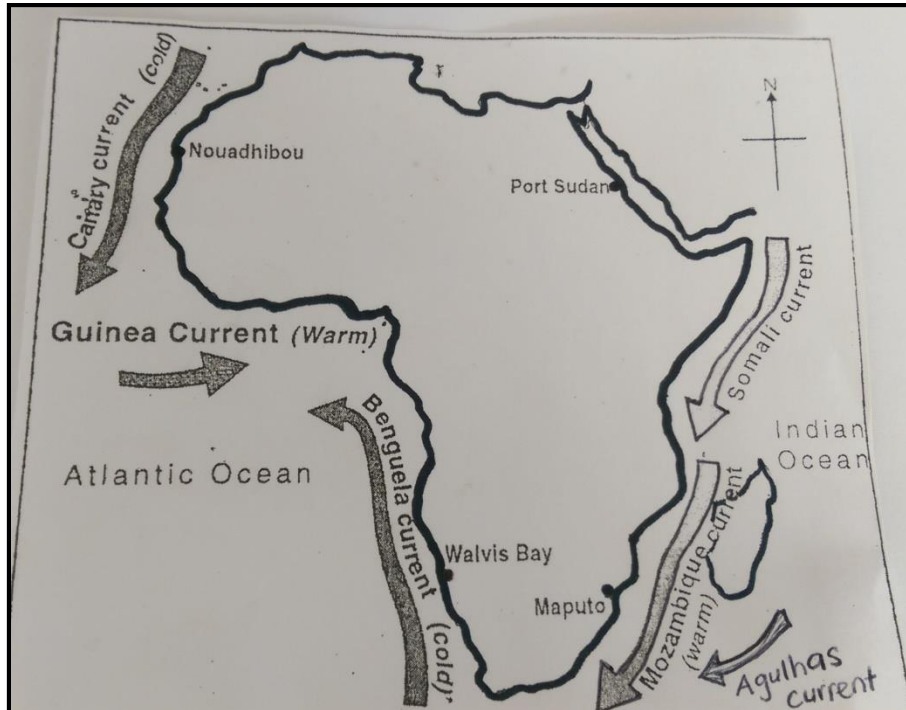 Canary current (cold)
Nouadhibou
N
Port Sudan
Guinea Current (Warm)
Somali current
Benguela current (cold)
Indian
Ocean
Atlantic Ocean
Walvis Bay
Maputo
Mozambique current
(warm)
Agulhas
current